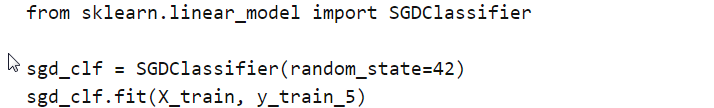 from sklearn.linear_model import SGDClassifier
sgd_clf = SGDClassifier(random_state=42)
sgd_clf.fit(X_train, y_train_5)